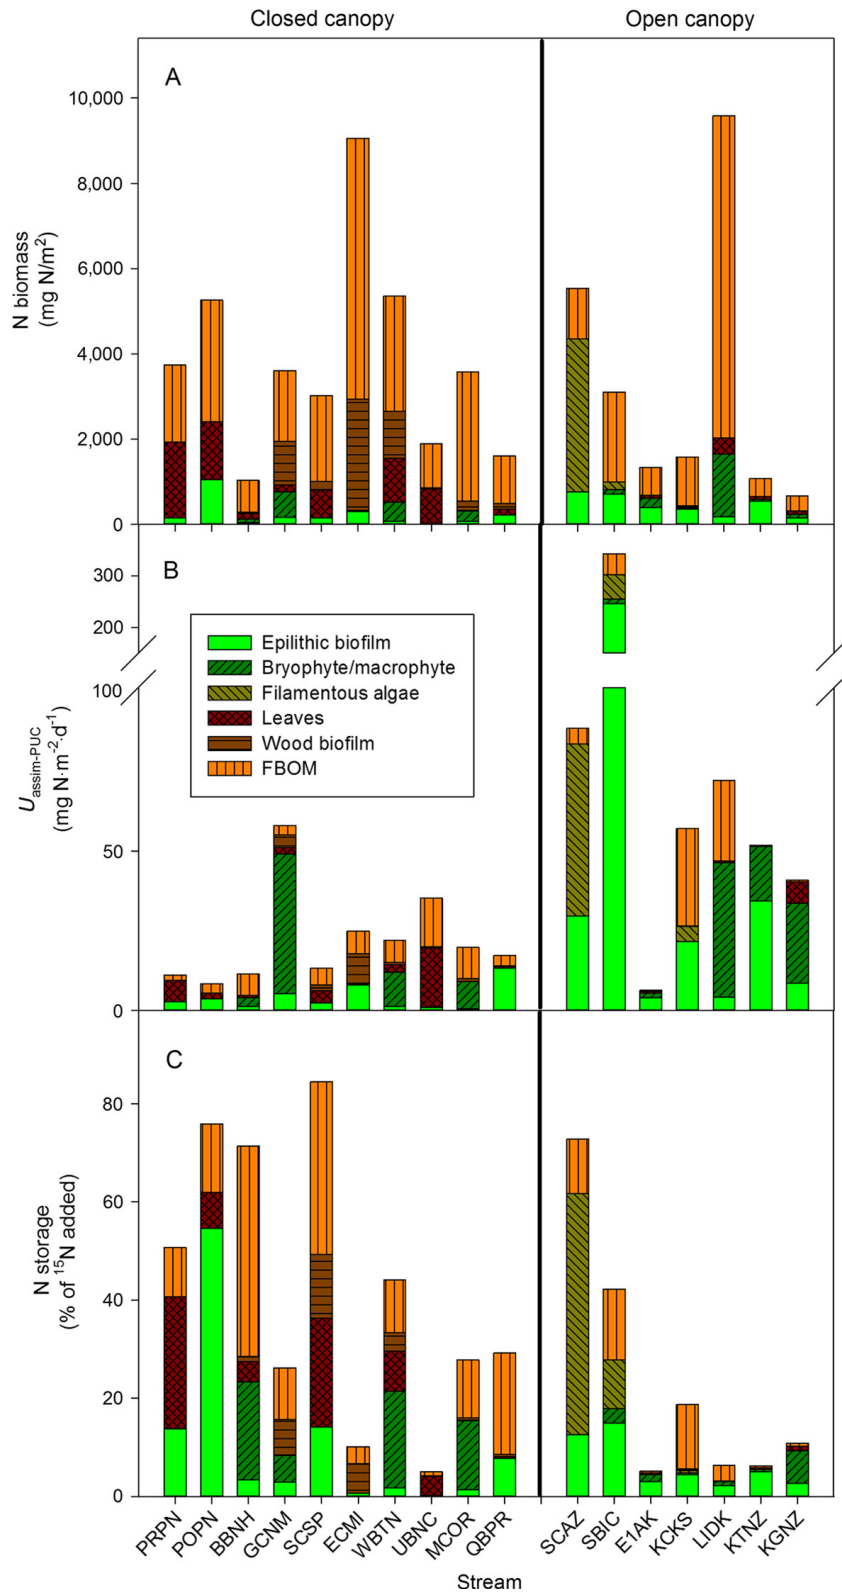 Closed canopy
Open canopy
A
10,000
8,000
6,000
4,000
2,000
0
N biomass
(mg N/m²)
B
300
200
100
50
0
U assim-PUC
(mg N·m⁻²·d⁻¹)
Epilithic biofilm
Bryophyte/macrophyte
Filamentous algae
Leaves
Wood biofilm
FBOM
C
80
60
40
20
0
N storage
(% of ¹⁵N added)
PRPN
POPN
BBNH
GCNM
SCSP
ECMI
WBTN
UBNC
MCOR
QBPR
SCAZ
SBIC
E1AK
KCKS
LIDK
KTNZ
KGNZ
Stream